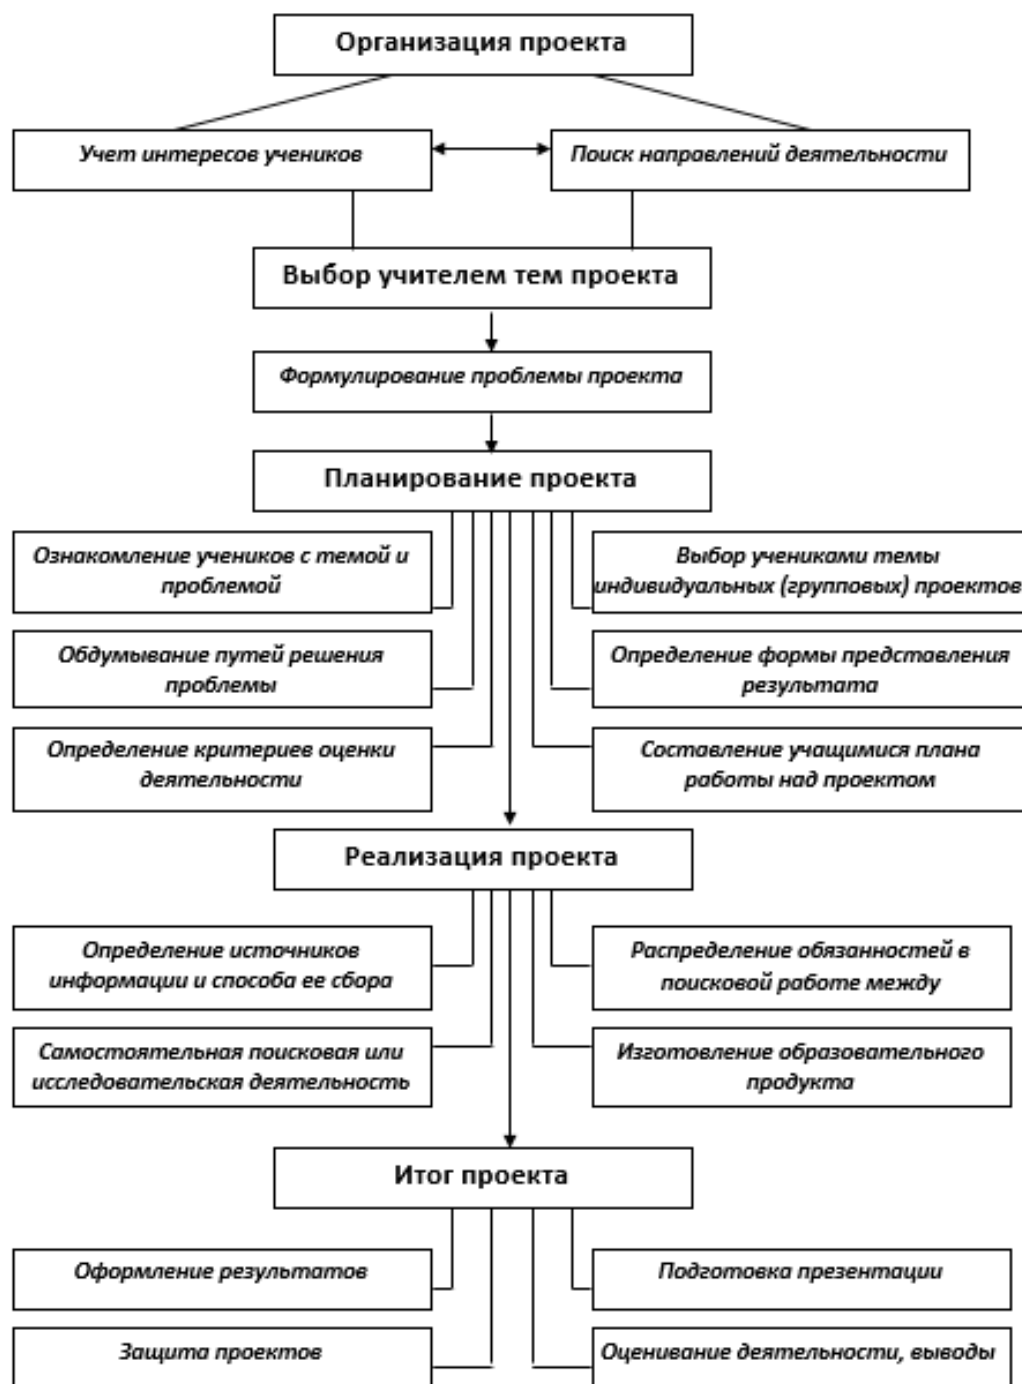 Организация проекта
Учет интересов учеников
Поиск направлений деятельности
Выбор учителем тем проекта
Формулирование проблемы проекта
Планирование проекта
Ознакомление учеников с темой и
проблемой
Выбор учениками темы
индивидуальных (групповых) проектов
Обдумывание путей решения
проблемы
Определение формы представления
результата
Определение критериев оценки
деятельности
Составление учащимися плана
работы над проектом
Реализация проекта
Определение источников
информации и способа ее сбора
Распределение обязанностей в
поисковой работе между
Самостоятельная поисковая или
исследовательская деятельность
Изготовление образовательного
продукта
Итог проекта
Оформление результатов
Подготовка презентации
Защита проектов
Оценивание деятельности, выводы